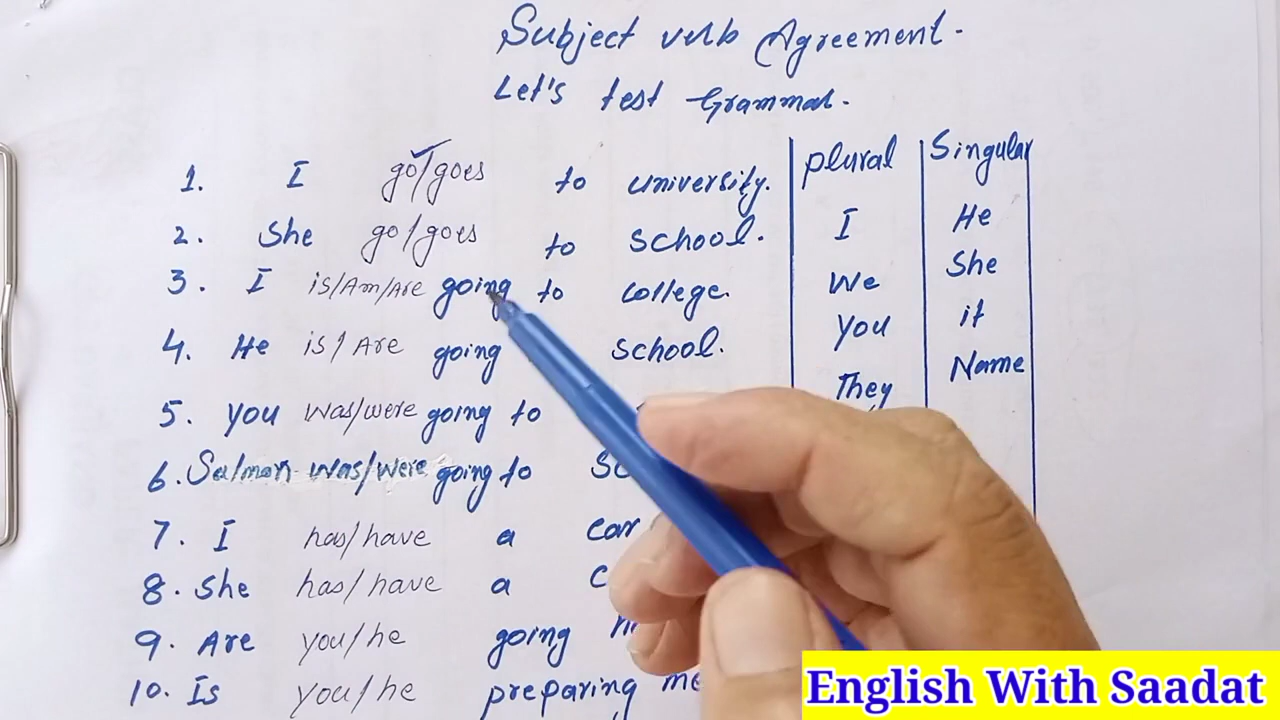 Subject verb Agreement.
Let's test Grammar.
1. I go/goes to university.
2. She go/goes to school.
3. I is/Am/Are going to college.
4. He is/Are going school.
5. You was/were going to
6. Salman was/were going to
7. I has/have a car
8. She has/have a
9. Are you/he going
10. Is you/he preparing
Plural Singular
I He
We She
You it
They Name
English With Saadat